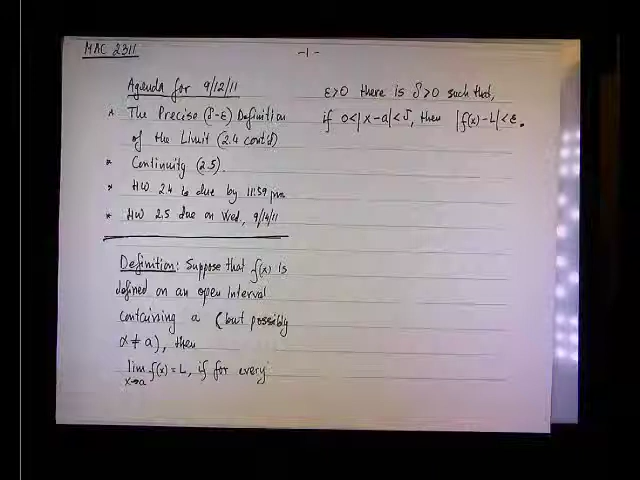 MAC 2311
-1-
Agenda for 9/12/11
* The Precise (δ-ε) Definition
of the Limit (2.4 cont'd)
* Continuity (2.5).
* HW 2.4 is due by 11:59 pm
* HW 2.5 due on Wed, 9/14/11
Definition: Suppose that f(x) is
defined on an open interval
containing a (but possibly
x ≠ a), then
lim f(x) = L, if for every
x→a
ε>0 there is δ>0 such that,
if 0<|x-a|<δ, then |f(x)-L|<ε.